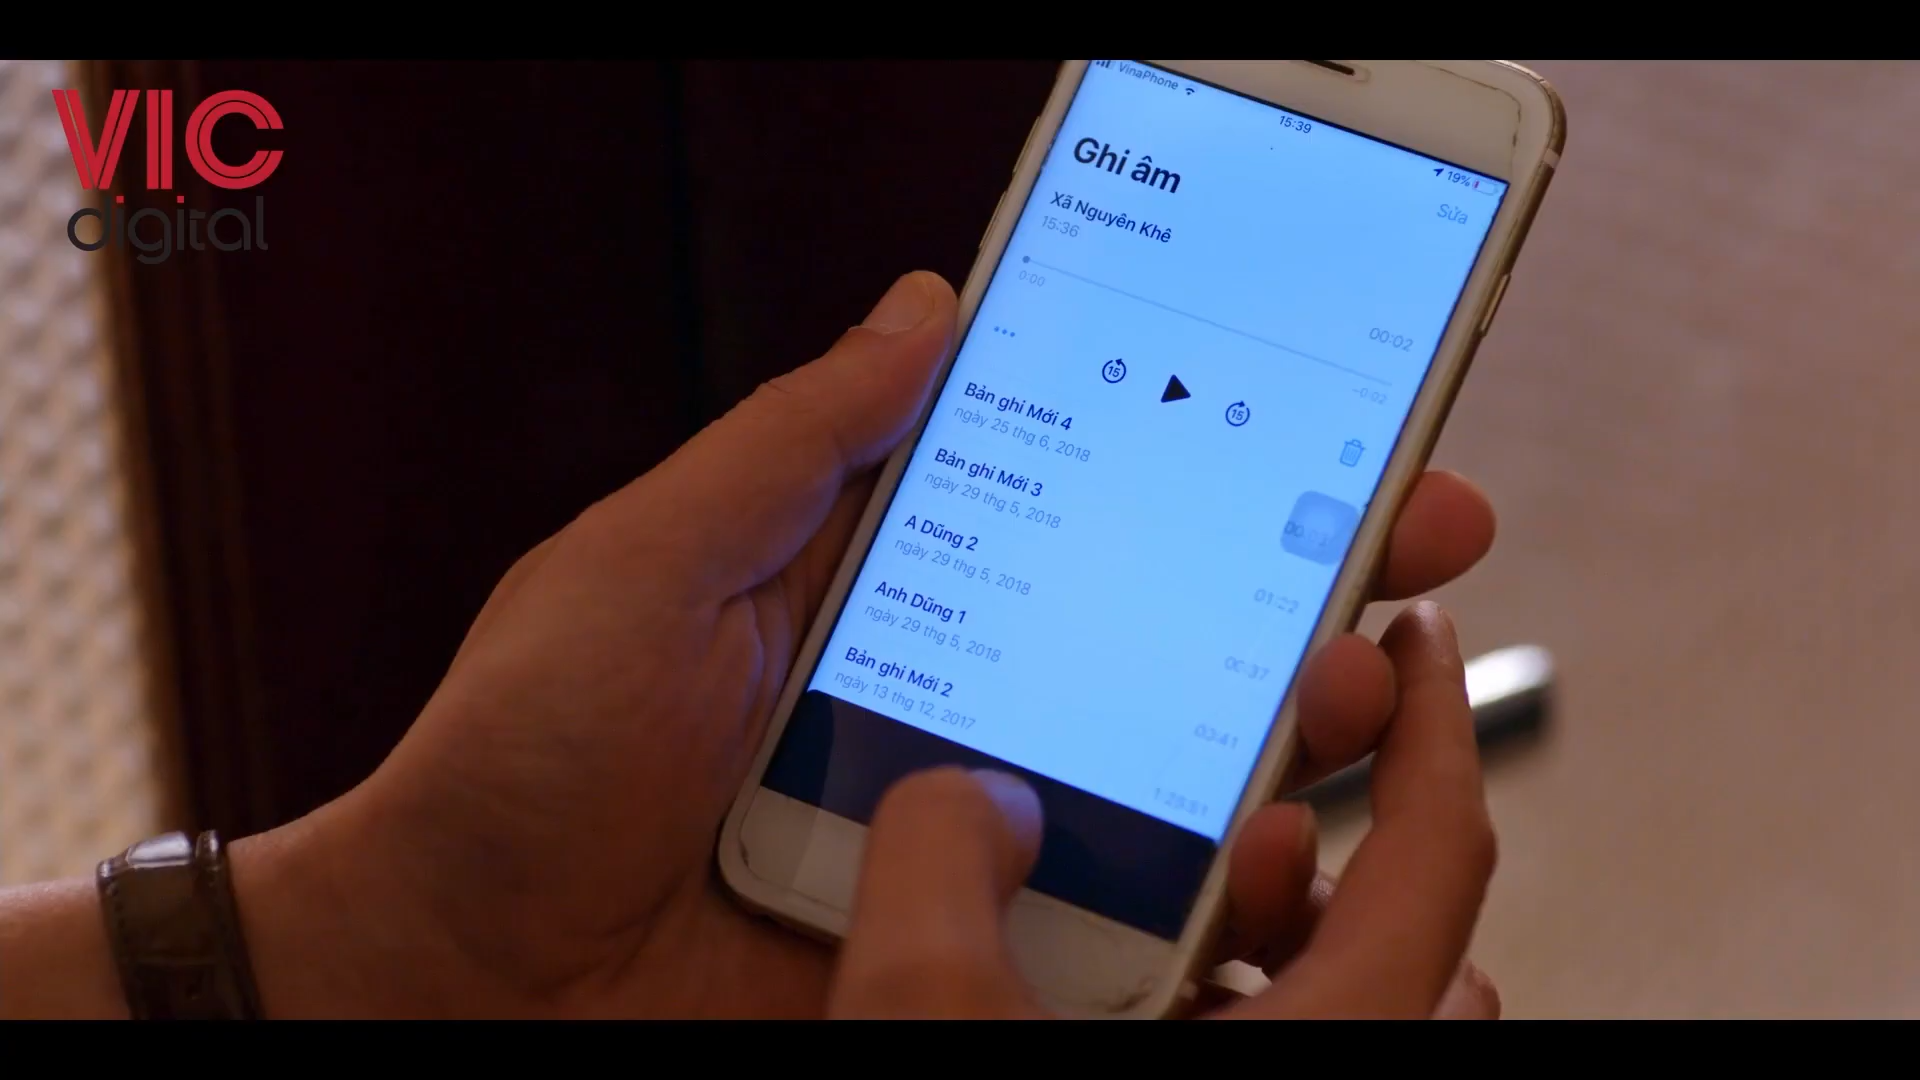 VIC
digital
VinaPhone
15:39
19%
Ghi âm
Sửa
Xã Nguyên Khê
15:36
00:02
0:00
-0:02
15
15
Bản ghi Mới 4
ngày 25 thg 6, 2018
Bản ghi Mới 3
ngày 29 thg 5, 2018
01:22
A Dũng 2
ngày 29 thg 5, 2018
00:37
Anh Dũng 1
ngày 29 thg 5, 2018
03:41
Bản ghi Mới 2
ngày 13 thg 12, 2017